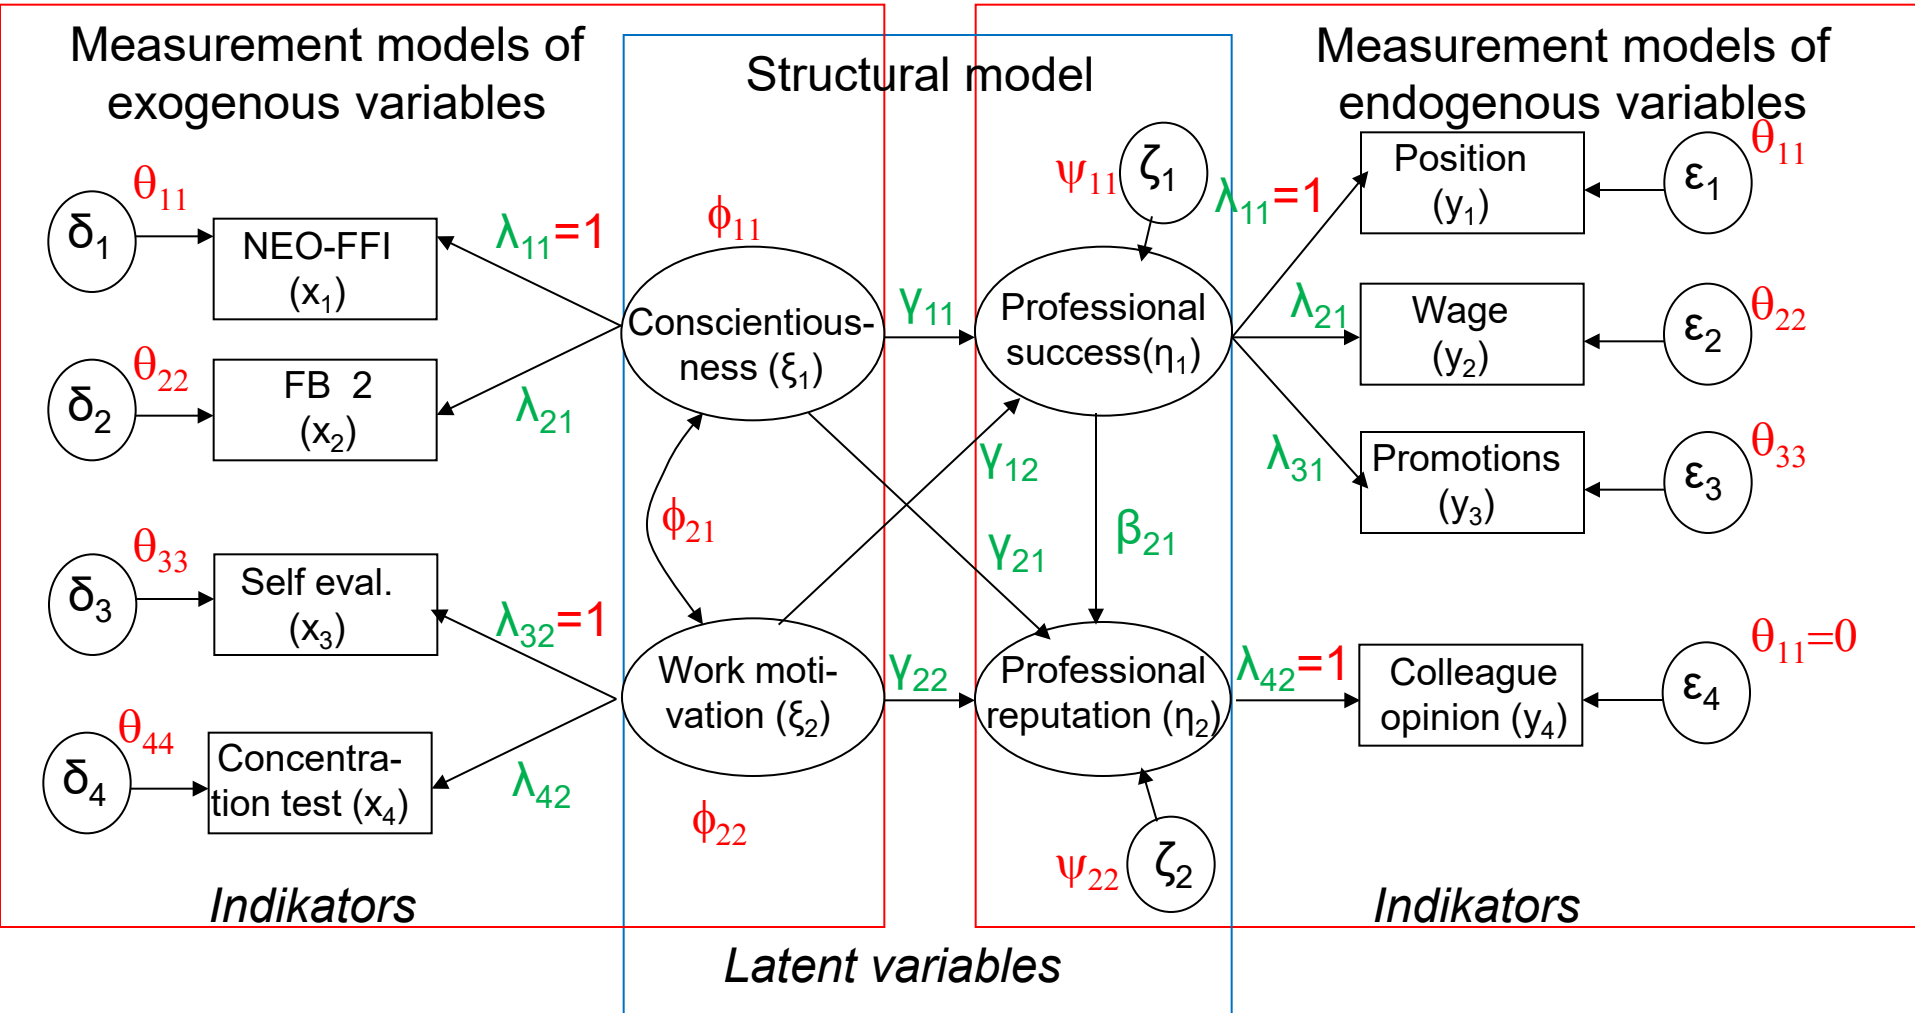 Measurement models of
exogenous variables
Structural model
Measurement models of
endogenous variables
δ1
θ11
NEO-FFI
(x1)
λ11=1
δ2
θ22
FB 2
(x2)
λ21
δ3
θ33
Self eval.
(x3)
λ32=1
δ4
θ44
Concentra-
tion test (x4)
λ42
ϕ11
Conscientious-
ness (ξ1)
ϕ21
Work moti-
vation (ξ2)
ϕ22
γ11
γ12
γ21
γ22
ψ11
ζ1
Professional
success(η1)
β21
Professional
reputation (η2)
ψ22
ζ2
λ11=1
Position
(y1)
ε1
θ11
λ21
Wage
(y2)
ε2
θ22
λ31
Promotions
(y3)
ε3
θ33
λ42=1
Colleague
opinion (y4)
ε4
θ11=0
Indikators
Indikators
Latent variables